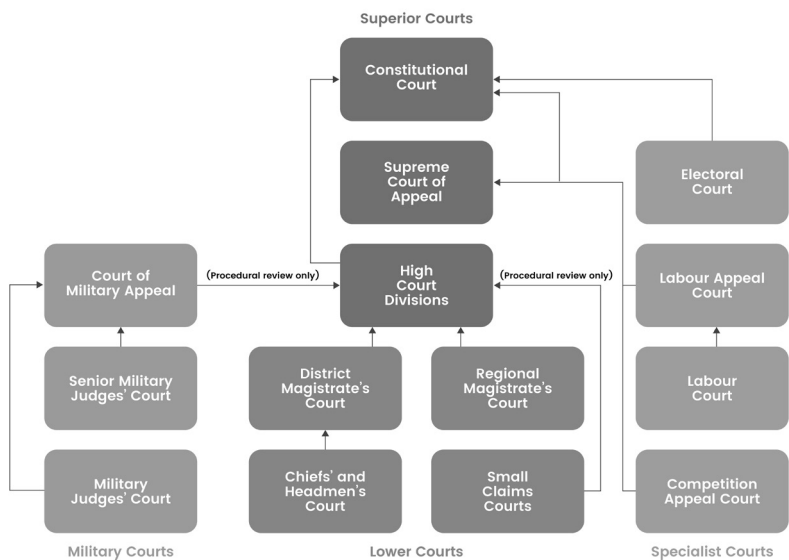 Superior Courts
Constitutional
Court
Supreme
Court of
Appeal
Electoral
Court
Court of
Military Appeal
(Procedural review only)
High
Court
Divisions
(Procedural review only)
Labour Appeal
Court
Senior Military
Judges' Court
District
Magistrate's
Court
Regional
Magistrate's
Court
Labour
Court
Military
Judges' Court
Chiefs' and
Headmen's
Court
Small
Claims
Courts
Competition
Appeal Court
Military Courts
Lower Courts
Specialist Courts